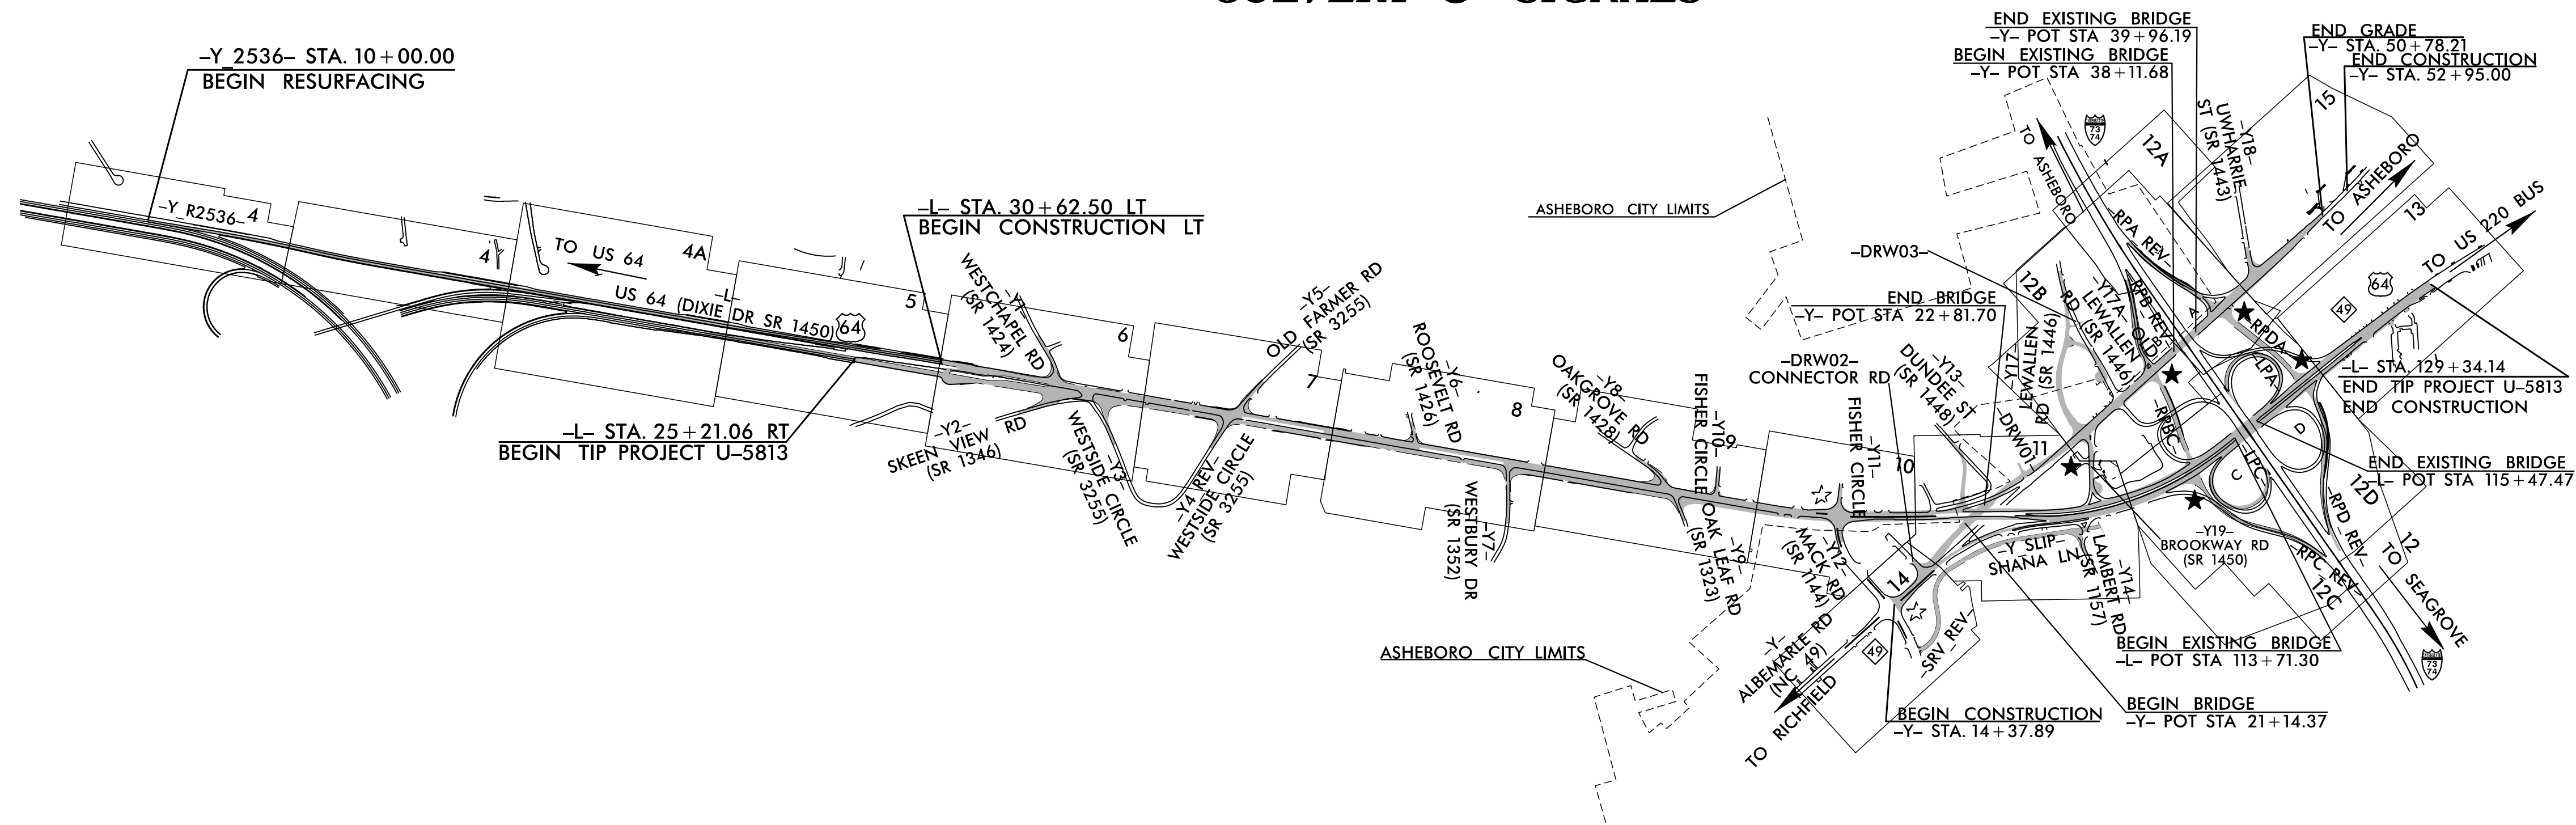 -Y_2536- STA. 10+00.00
BEGIN RESURFACING
-Y_R2536-
4
4
TO US 64
4A
-L-
US 64 (DIXIE DR SR 1450)
64
5
-L- STA. 30+62.50 LT
BEGIN CONSTRUCTION LT
-L- STA. 25+21.06 RT
BEGIN TIP PROJECT U-5813
-Y1-
WESTCHAPEL RD
(SR 1424)
-Y2-
SKEEN VIEW RD
(SR 1346)
-Y3-
WESTSIDE CIRCLE
(SR 3255)
6
-Y4 REV-
WESTSIDE CIRCLE
(SR 3255)
-Y5-
OLD FARMER RD
(SR 3255)
7
-Y6-
ROOSEVELT RD
(SR 1426)
8
-Y7-
WESTBURY DR
(SR 1352)
-Y8-
OAKGROVE RD
(SR 1428)
-Y10-
FISHER CIRCLE
9
-Y9-
OAK LEAF RD
(SR 1323)
-Y11-
FISHER CIRCLE
10
-Y12-
MACK RD
(SR 1144)
ASHEBORO CITY LIMITS
ASHEBORO CITY LIMITS
-Y-
ALBEMARLE RD
(NC 49)
TO RICHFIELD
49
14
-SRV REV-
BEGIN CONSTRUCTION
-Y- STA. 14+37.89
BEGIN BRIDGE
-Y- POT STA 21+14.37
BEGIN EXISTING BRIDGE
-L- POT STA 113+71.30
-Y SLIP-
SHANA LN
-Y14-
LAMBERT RD
(SR 1157)
-Y19-
BROOKWAY RD
(SR 1450)
-DRW03-
END BRIDGE
-Y- POT STA 22+81.70
-DRW02-
CONNECTOR RD
-Y13-
DUNDEE ST
(SR 1448)
-DRW01-
11
-Y17-
LEWALLEN
RD (SR 1446)
12B
-Y17A- OLD
LEWALLEN
RD (SR 1446)
END EXISTING BRIDGE
-Y- POT STA 39+96.19
BEGIN EXISTING BRIDGE
-Y- POT STA 38+11.68
TO ASHEBORO
73
74
12A
-RPA REV-
-RPB REV-
-Y18-
UWHARRIE
ST (SR 1443)
END GRADE
-Y- STA. 50+78.21
END CONSTRUCTION
-Y- STA. 52+95.00
15
TO ASHEBORO
13
TO US 220 BUS
64
49
A
B
-RPDA-
-LPA-
-RPBC-
-LPC-
C
D
-L- STA. 129+34.14
END TIP PROJECT U-5813
END CONSTRUCTION
END EXISTING BRIDGE
-L- POT STA 115+47.47
12D
-RPD REV-
-RPC REV-
12C
12
TO SEAGROVE
73
74